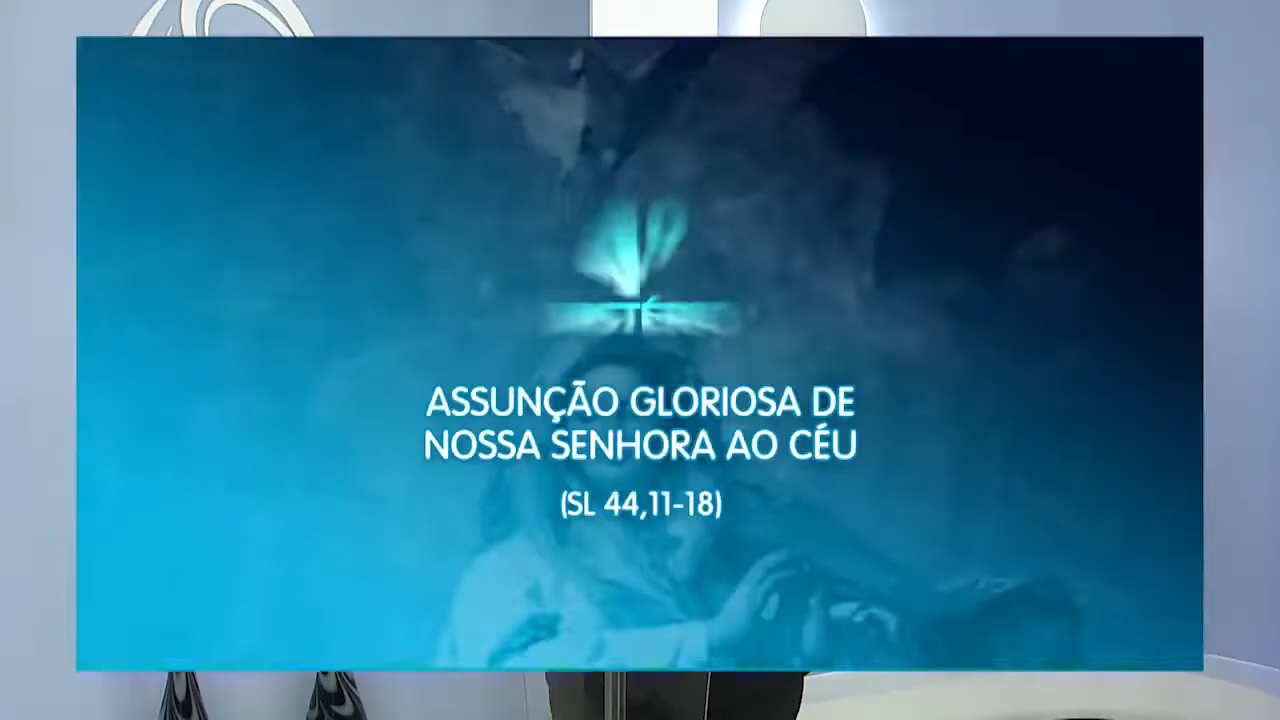 ASSUNÇÃO GLORIOSA DE
NOSSA SENHORA AO CÉU
(SL 44,11-18)